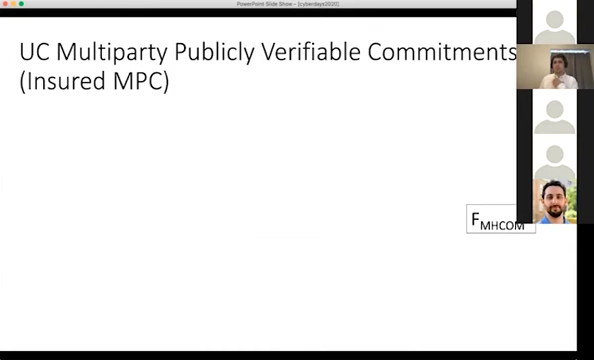 PowerPoint Slide Show - [cyberdays2020]
UC Multiparty Publicly Verifiable Commitments
(Insured MPC)
FMHCOM